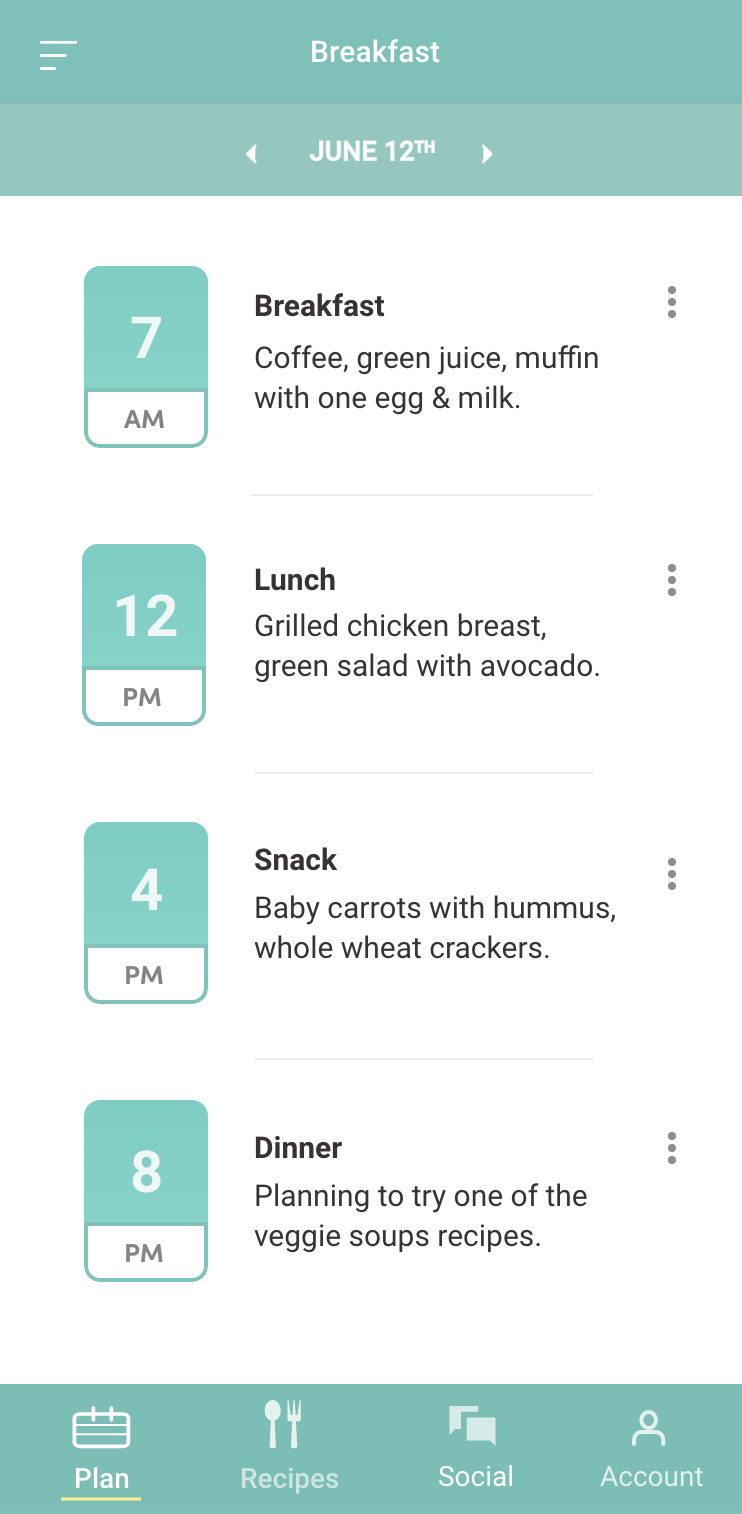 Breakfast
JUNE 12TH
7
AM
Breakfast
Coffee, green juice, muffin
with one egg & milk.
12
PM
Lunch
Grilled chicken breast,
green salad with avocado.
4
PM
Snack
Baby carrots with hummus,
whole wheat crackers.
8
PM
Dinner
Planning to try one of the
veggie soups recipes.
Plan
Recipes
Social
Account